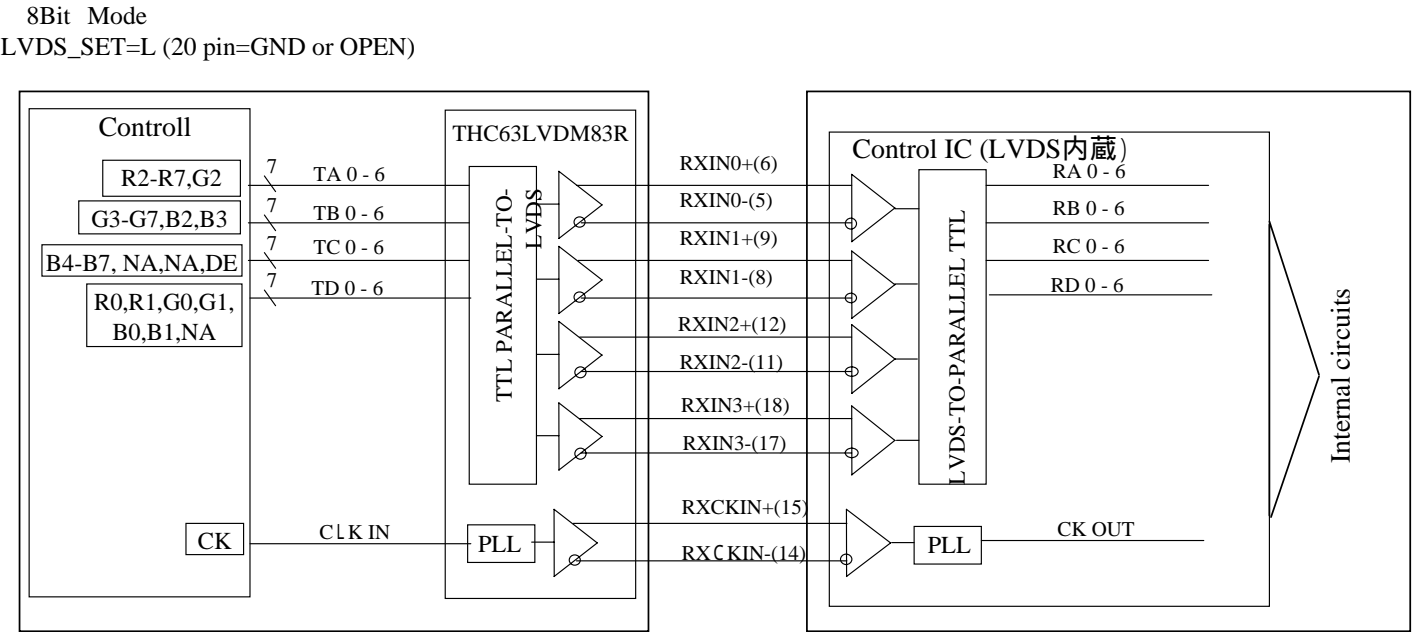 8Bit Mode
LVDS_SET=L (20 pin=GND or OPEN)
Controll
R2-R7,G2
G3-G7,B2,B3
B4-B7, NA,NA,DE
R0,R1,G0,G1,
B0,B1,NA
CK
7
TA 0 - 6
7
TB 0 - 6
7
TC 0 - 6
7
TD 0 - 6
CLK IN
THC63LVDM83R
TTL PARALLEL-TO-
LVDS
PLL
RXIN0+(6)
RXIN0-(5)
RXIN1+(9)
RXIN1-(8)
RXIN2+(12)
RXIN2-(11)
RXIN3+(18)
RXIN3-(17)
RXCKIN+(15)
RXCKIN-(14)
Control IC (LVDS内蔵)
LVDS-TO-PARALLEL TTL
PLL
RA 0 - 6
RB 0 - 6
RC 0 - 6
RD 0 - 6
CK OUT
Internal circuits